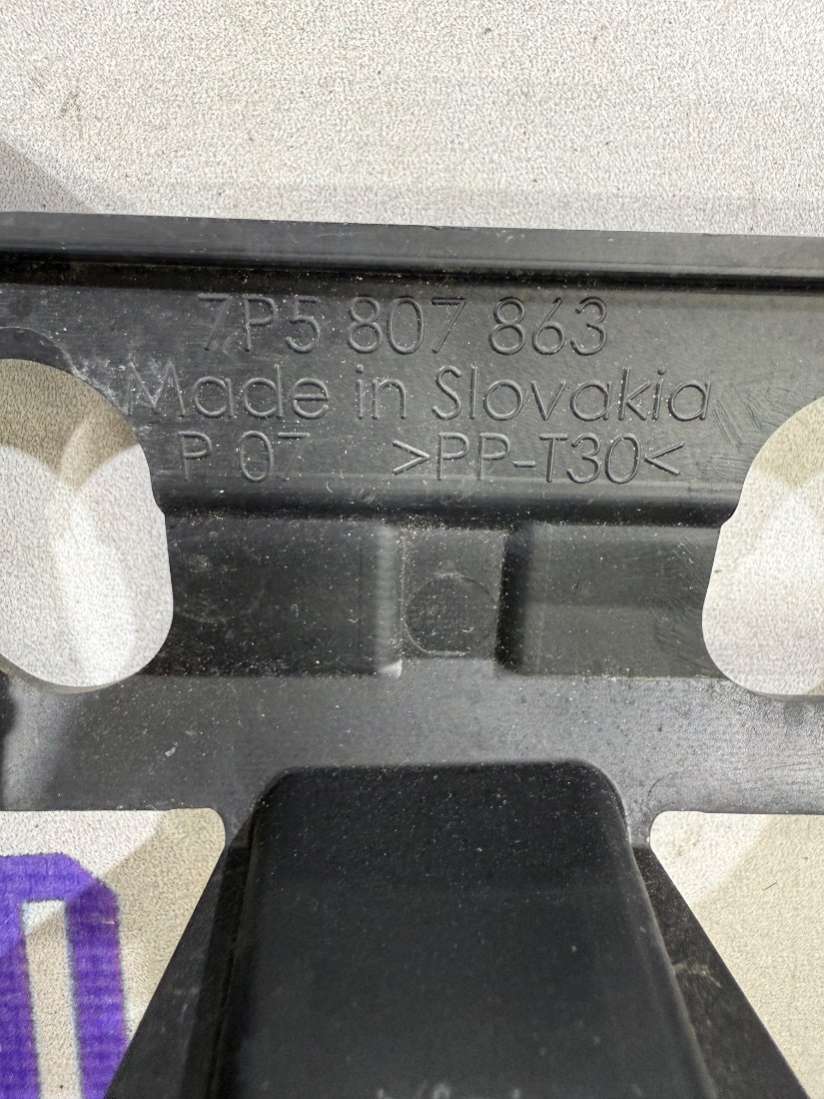 7P5 807 863
Made in Slovakia
P 07 >PP-T30<